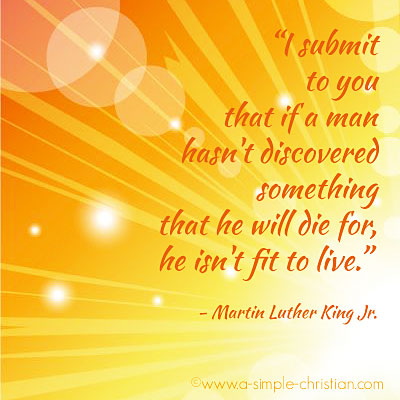 “I submit
to you
that if a man
hasn't discovered
something
that he will die for,
he isn't fit to live.”
– Martin Luther King Jr.
©www.a-simple-christian.com